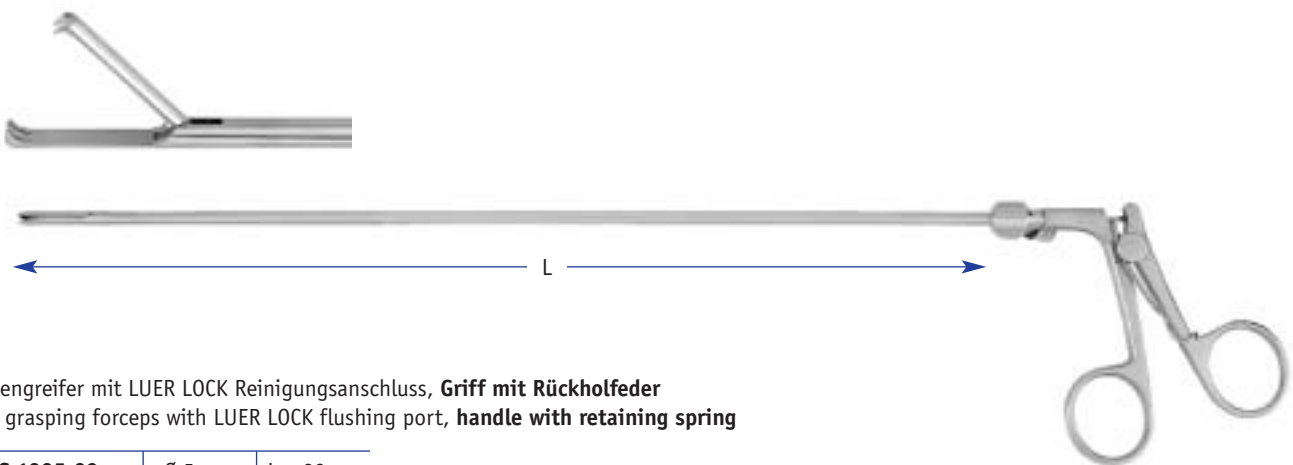 L
engreifer mit LUER LOCK Reinigungsanschluss, Griff mit Rückholfeder
grasping forceps with LUER LOCK flushing port, handle with retaining spring